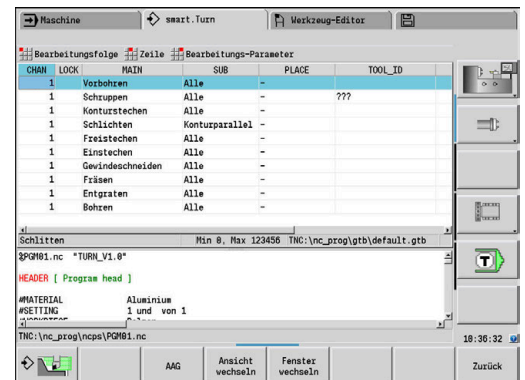 Maschine smart.Turn Werkzeug-Editor
Bearbeitungsfolge Zeile Bearbeitungs-Parameter
CHAN LOCK MAIN SUB PLACE TOOL_ID
1 Vorbohren Alle -
1 Schruppen Alle - ???
1 Konturstechen Alle -
1 Schlichten Konturparallel -
1 Freistechen Alle -
1 Einstechen Alle -
1 Gewindeschneiden Alle -
1 Fräsen Alle -
1 Entgraten Alle -
1 Bohren Alle -
Schlitten Min 0, Max 123456 TNC:\nc_prog\gtb\default.gtb
%PGM01.nc "TURN_V1.0"
HEADER [ Program head ]
#MATERIAL Aluminium
#SETTING 1 und von 1
TNC:\nc_prog\ncps\PGM01.nc
T
18:36:32
AAG Ansicht wechseln Fenster wechseln Zurück